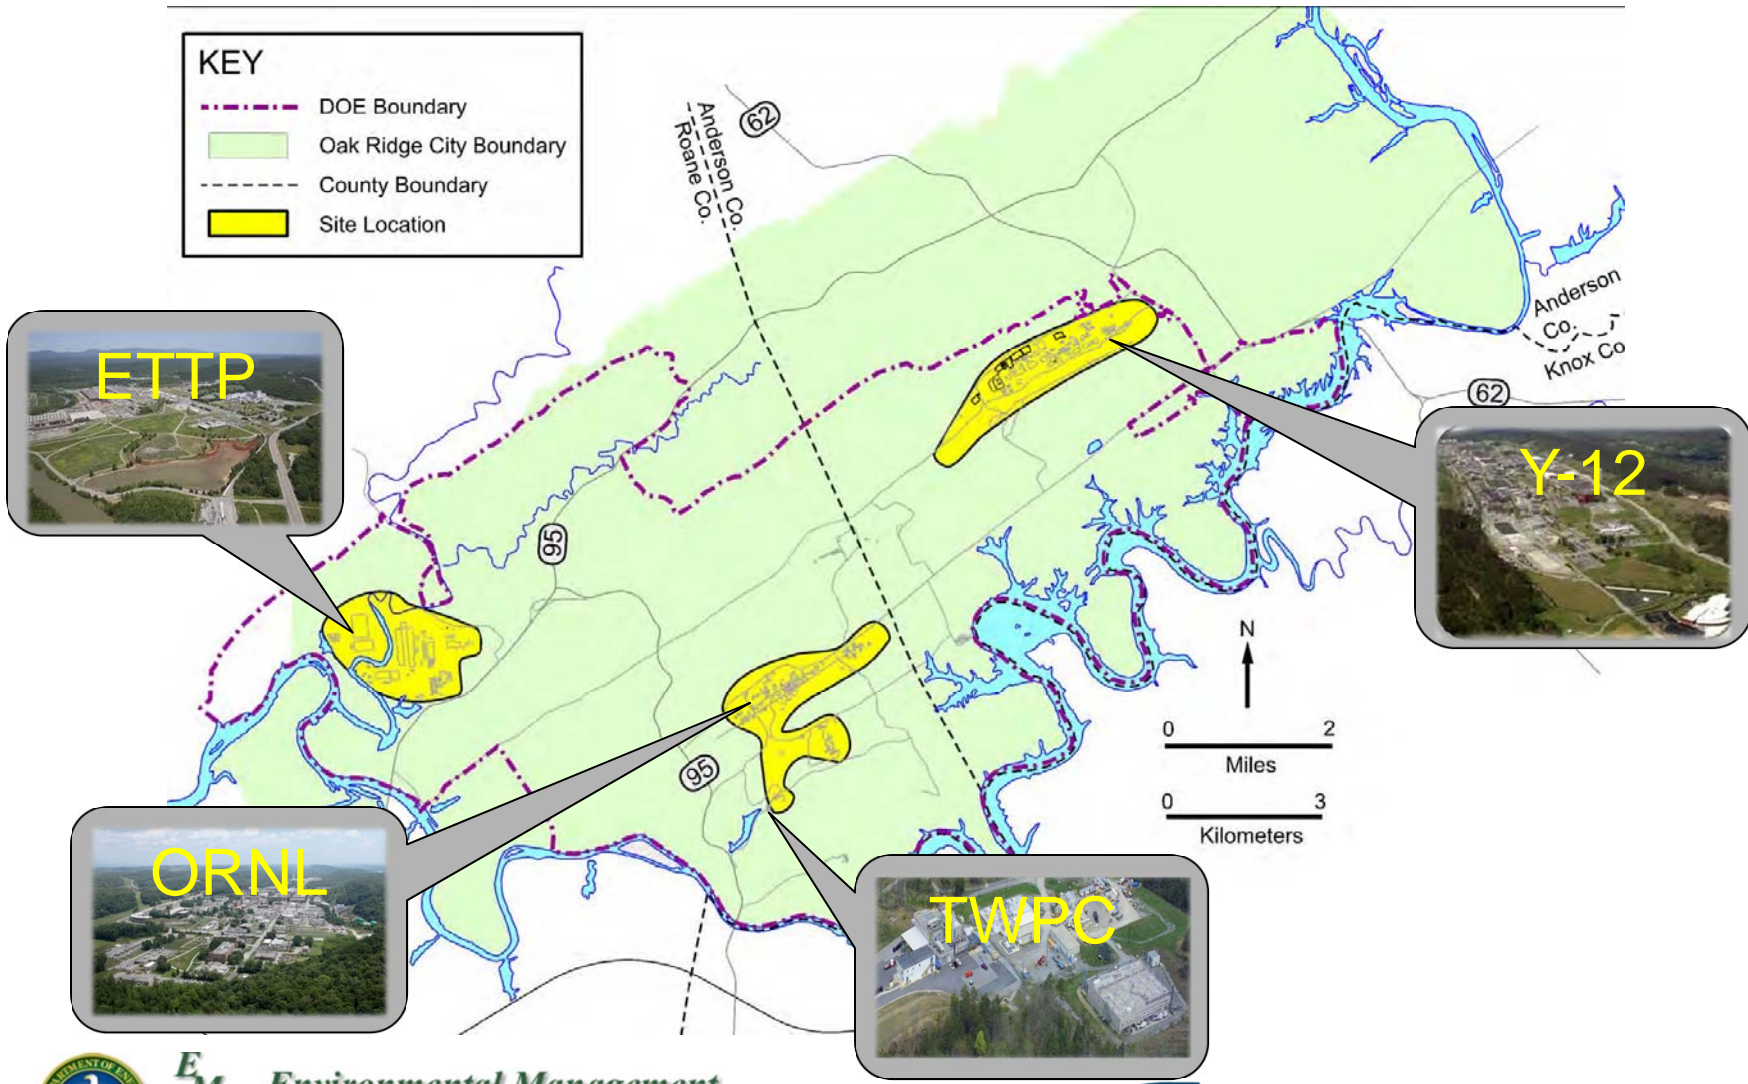 KEY
DOE Boundary
Oak Ridge City Boundary
County Boundary
Site Location
Anderson Co.
Roane Co.
62
Anderson
Co.
Knox Co
62
ETTP
Y-12
95
N
0 2
Miles
95
0 3
Kilometers
ORNL
TWPC
EM Environmental Management